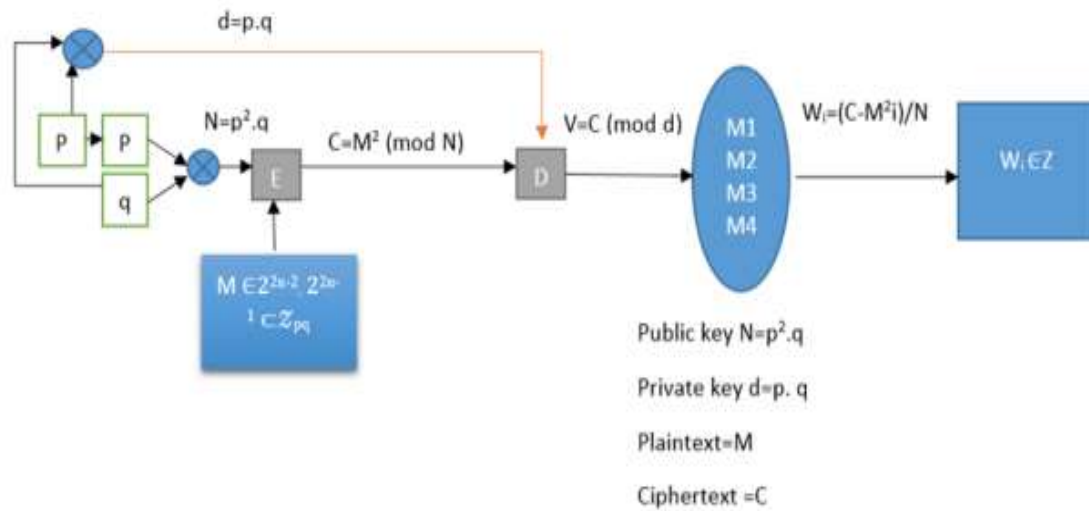 d=p.q
P
P
q
N=p².q
E
C=M² (mod N)
D
V=C (mod d)
M1
M2
M3
M4
Wᵢ=(C-M²i)/N
Wᵢ∈Z
M ∈2²ⁿ⁻², 2²ⁿ⁻
¹ ⊂ℤpq
Public key N=p².q
Private key d=p. q
Plaintext=M
Ciphertext =C